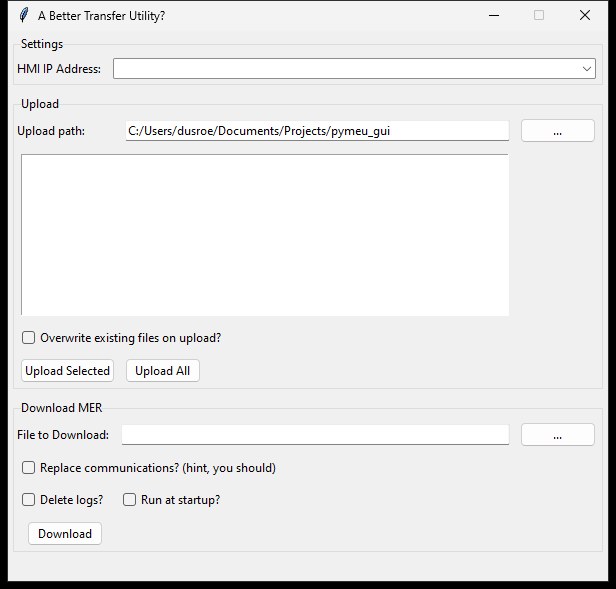 A Better Transfer Utility?
Settings
HMI IP Address:
Upload
Upload path: C:/Users/dusroe/Documents/Projects/pymeu_gui ...
Overwrite existing files on upload?
Upload Selected Upload All
Download MER
File to Download: ...
Replace communications? (hint, you should)
Delete logs? Run at startup?
Download